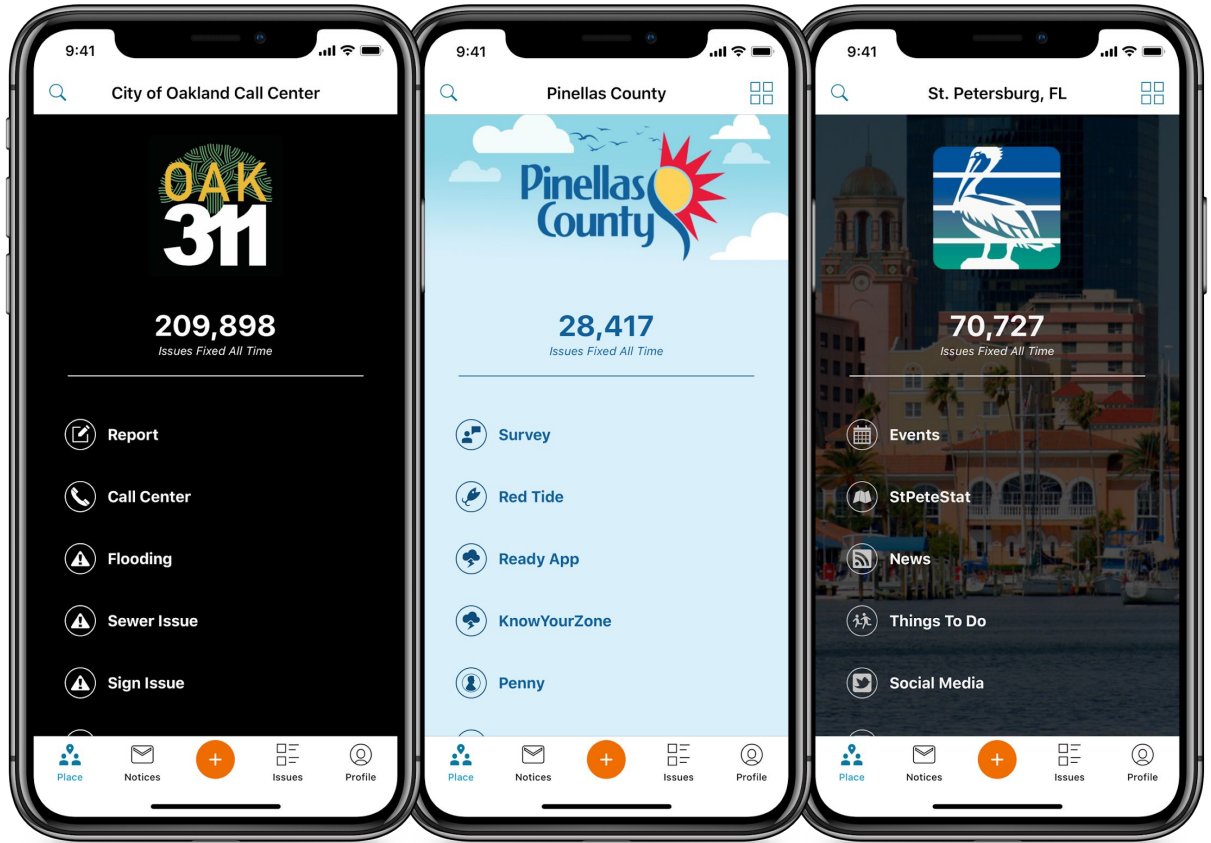 9:41
City of Oakland Call Center
OAK
311
209,898
Issues Fixed All Time
Report
Call Center
Flooding
Sewer Issue
Sign Issue
Place
Notices
+
Issues
Profile
9:41
Pinellas County
Pinellas
County
28,417
Issues Fixed All Time
Survey
Red Tide
Ready App
KnowYourZone
Penny
Place
Notices
+
Issues
Profile
9:41
St. Petersburg, FL
70,727
Issues Fixed All Time
Events
StPeteStat
News
Things To Do
Social Media
Place
Notices
+
Issues
Profile